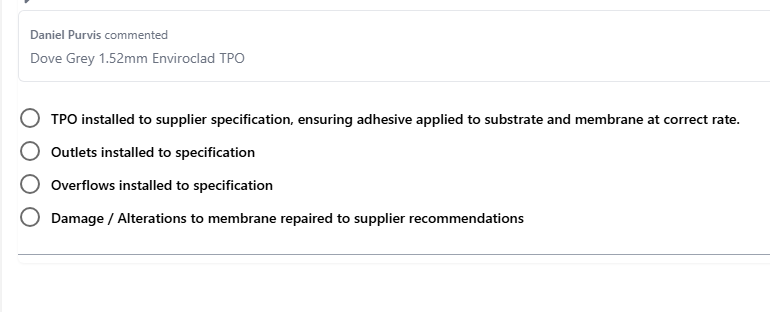 Daniel Purvis commented
Dove Grey 1.52mm Enviroclad TPO
TPO installed to supplier specification, ensuring adhesive applied to substrate and membrane at correct rate.
Outlets installed to specification
Overflows installed to specification
Damage / Alterations to membrane repaired to supplier recommendations